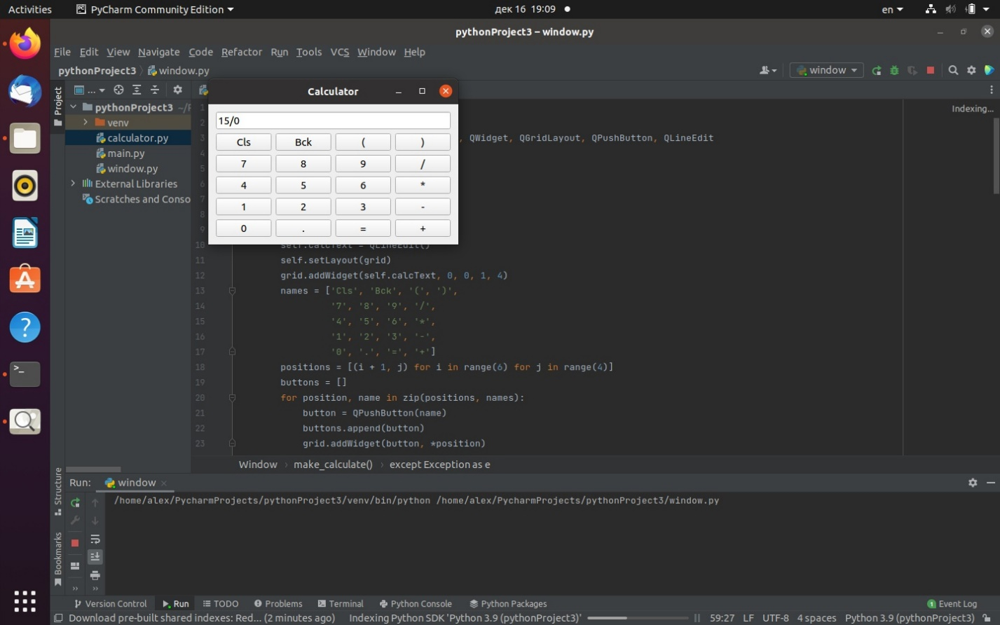 Activities
PyCharm Community Edition
дек 16 19:09
en
pythonProject3 – window.py
File Edit View Navigate Code Refactor Run Tools VCS Window Help
pythonProject3 window.py
window
Project
...
pythonProject3
venv
calculator.py
main.py
window.py
External Libraries
Scratches and Conso
Calculator
15/0
Cls Bck ( )
7 8 9 /
4 5 6 *
1 2 3 -
0 . = +
Indexing...
1
2
3 , QWidget, QGridLayout, QPushButton, QLineEdit
4
5
6
7
8
9
10 self.calcText = QLineEdit()
11 self.setLayout(grid)
12 grid.addWidget(self.calcText, 0, 0, 1, 4)
13 names = ['Cls', 'Bck', '(', ')',
14 '7', '8', '9', '/',
15 '4', '5', '6', '*',
16 '1', '2', '3', '-',
17 '0', '.', '=', '+']
18 positions = [(i + 1, j) for i in range(6) for j in range(4)]
19 buttons = []
20 for position, name in zip(positions, names):
21 button = QPushButton(name)
22 buttons.append(button)
23 grid.addWidget(button, *position)
Window make_calculate() except Exception as e
Structure
Bookmarks
Run: window
/home/alex/PycharmProjects/pythonProject3/venv/bin/python /home/alex/PycharmProjects/pythonProject3/window.py
Version Control Run TODO Problems Terminal Python Console Python Packages 1 Event Log
Download pre-built shared indexes: Red... (2 minutes ago) Indexing Python SDK 'Python 3.9 (pythonProject3)' 59:27 LF UTF-8 4 spaces Python 3.9 (pythonProject3)